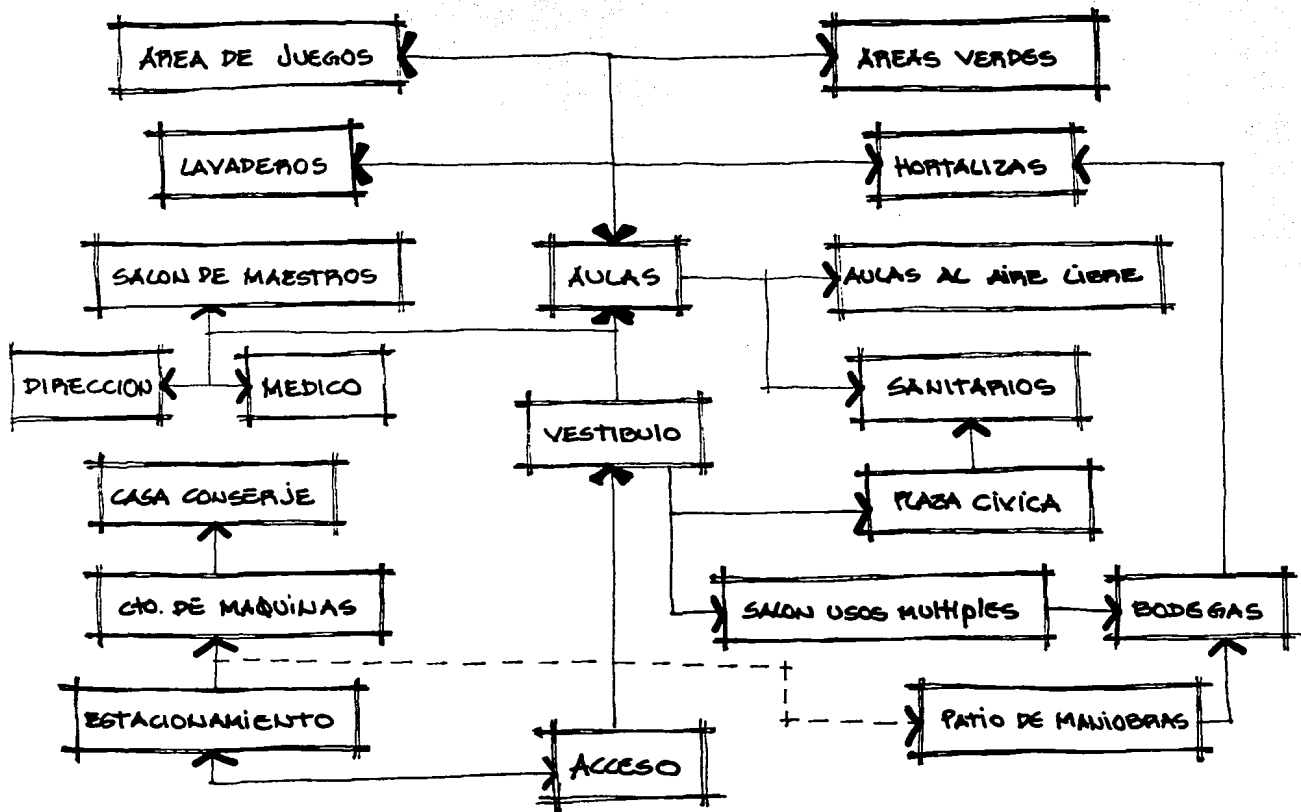 ÁREA DE JUEGOS
ÁREAS VERDES
LAVADEROS
HORTALIZAS
SALON DE MAESTROS
AULAS
AULAS AL AIRE LIBRE
DIRECCION
MEDICO
SANITARIOS
VESTIBULO
CASA CONSERJE
PLAZA CÍVICA
CTO. DE MAQUINAS
SALON USOS MULTIPLES
BODEGAS
ESTACIONAMIENTO
PATIO DE MANIOBRAS
ACCESO